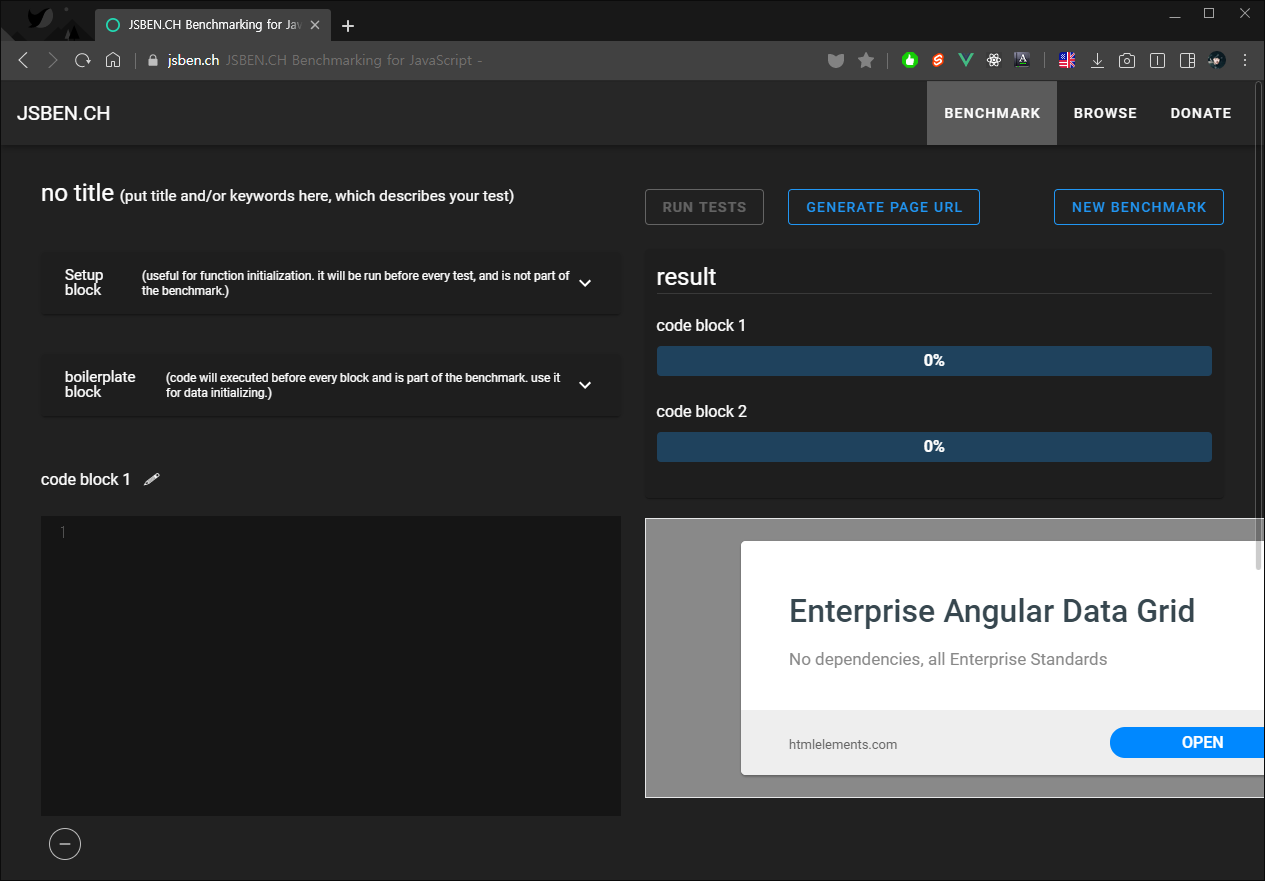 JSBEN.CH Benchmarking for Jav
jsben.ch JSBEN.CH Benchmarking for JavaScript -
JSBEN.CH
BENCHMARK
BROWSE
DONATE
no title (put title and/or keywords here, which describes your test)
RUN TESTS
GENERATE PAGE URL
NEW BENCHMARK
Setup
block
(useful for function initialization. it will be run before every test, and is not part of
the benchmark.)
boilerplate
block
(code will executed before every block and is part of the benchmark. use it
for data initializing.)
code block 1
1
result
code block 1
0%
code block 2
0%
Enterprise Angular Data Grid
No dependencies, all Enterprise Standards
htmlelements.com
OPEN